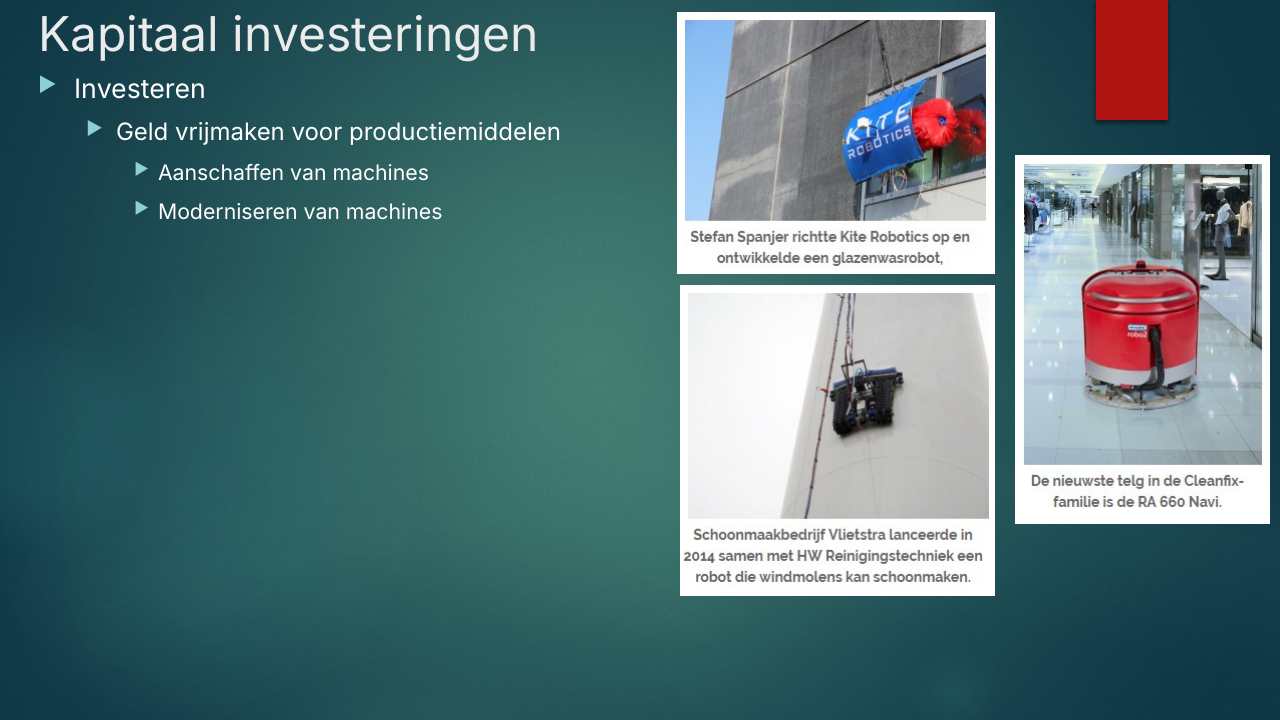 Kapitaal investeringen
Investeren
Geld vrijmaken voor productiemiddelen
Aanschaffen van machines
Moderniseren van machines
KITE
ROBOTICS
Stefan Spanjer richtte Kite Robotics op en
ontwikkelde een glazenwasrobot,
Schoonmaakbedrijf Vlietstra lanceerde in
2014 samen met HW Reinigingstechniek een
robot die windmolens kan schoonmaken.
robo2
De nieuwste telg in de Cleanfix-
familie is de RA 660 Navi.